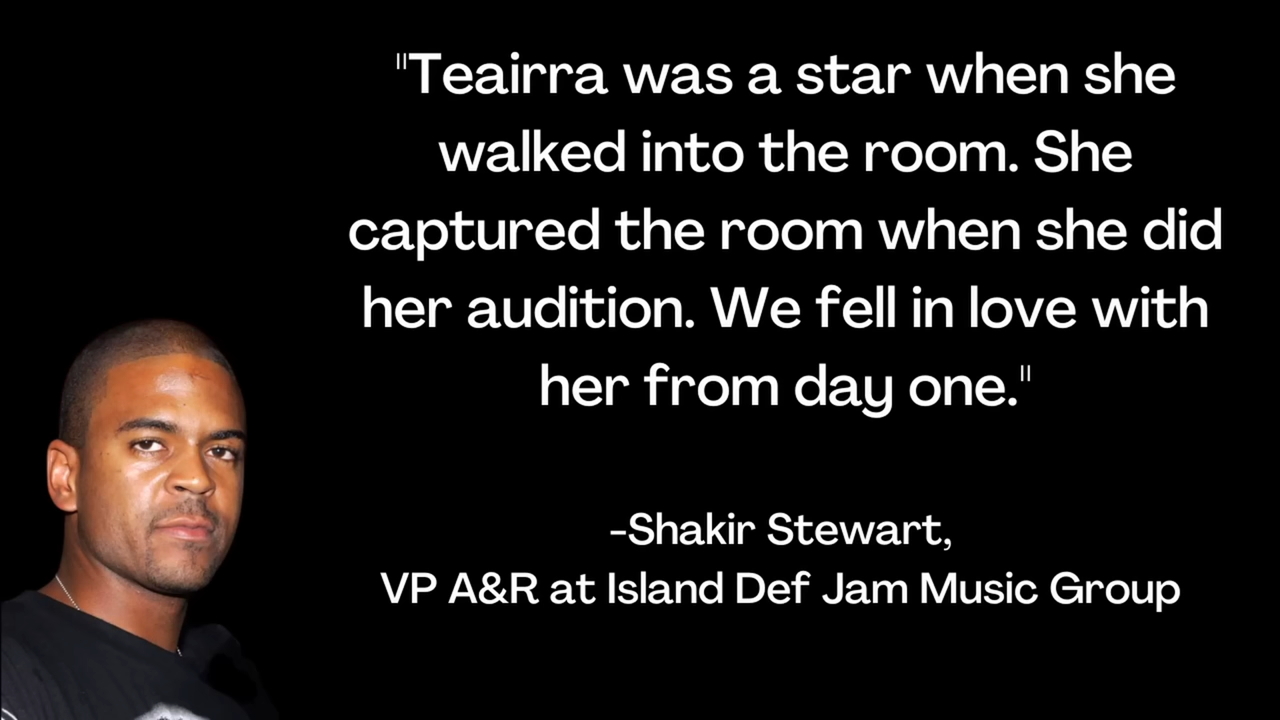 "Teairra was a star when she
walked into the room. She
captured the room when she did
her audition. We fell in love with
her from day one."
-Shakir Stewart,
VP A&R at Island Def Jam Music Group